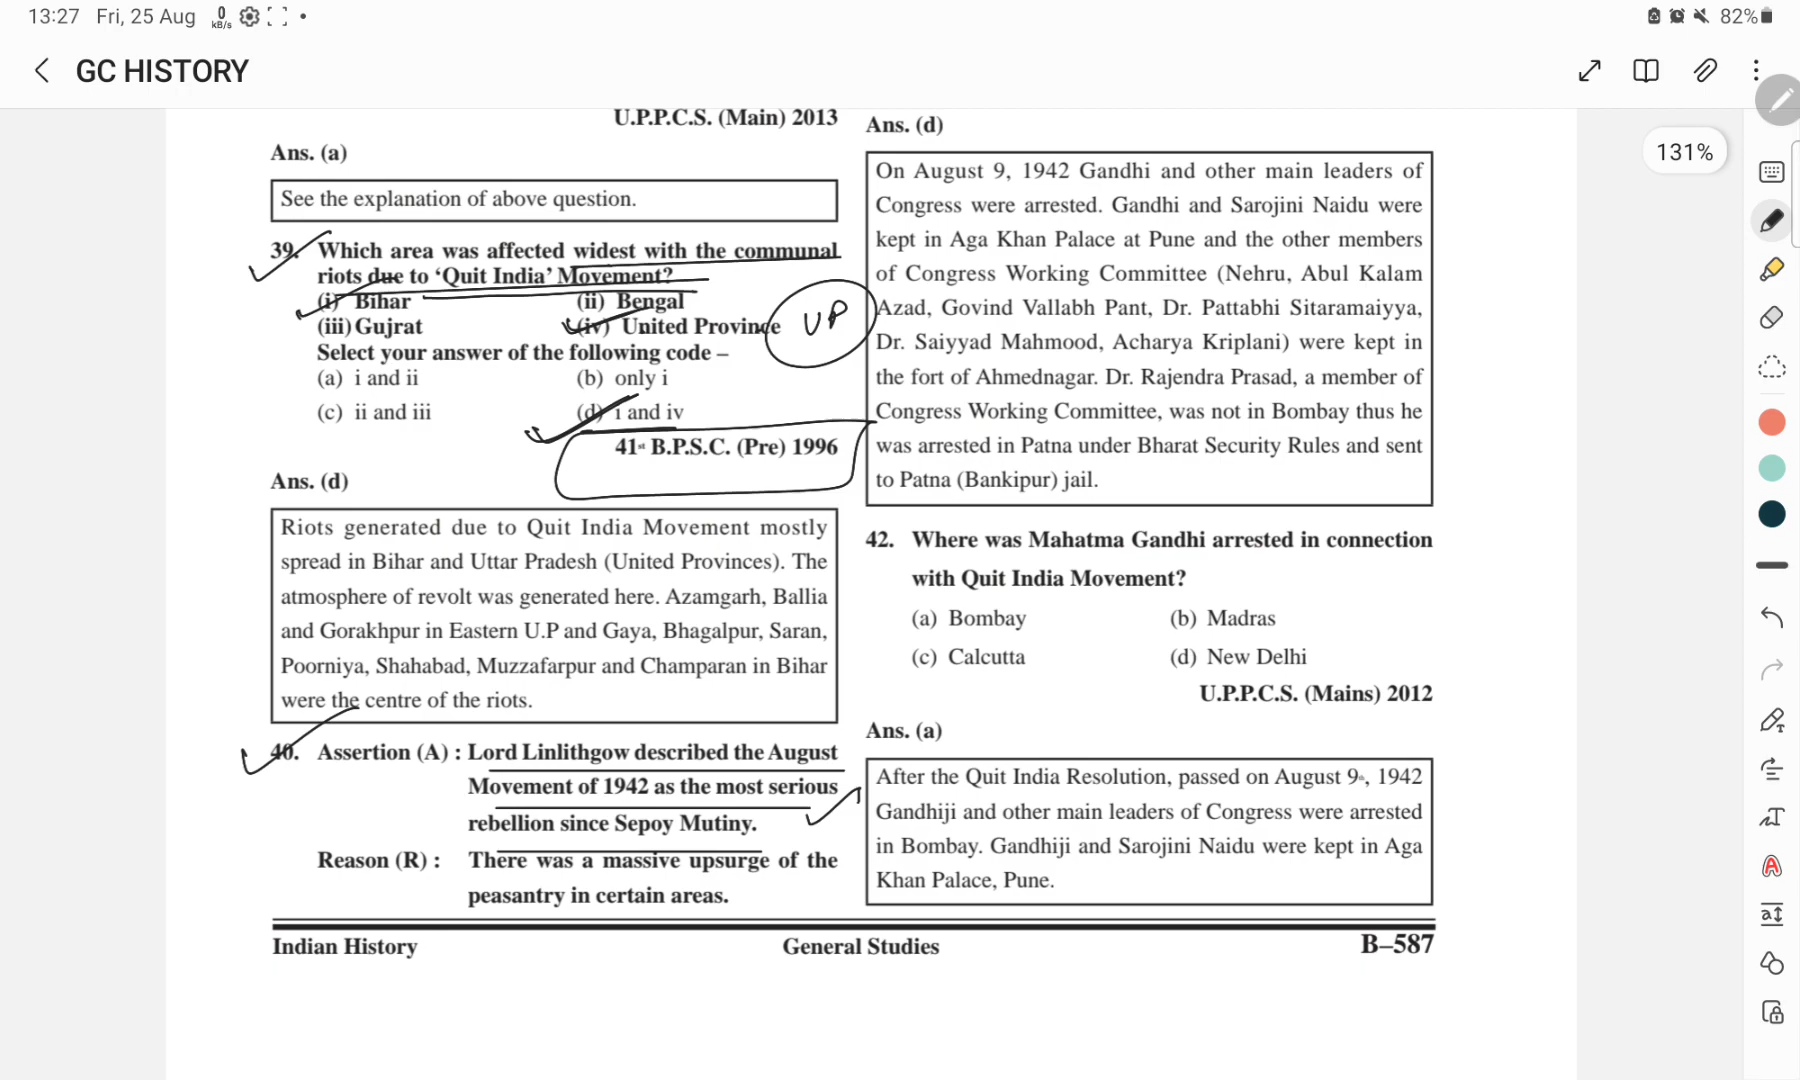 13:27 Fri, 25 Aug 0 kB/s 82%
GC HISTORY
131%
U.P.P.C.S. (Main) 2013
Ans. (a)
See the explanation of above question.
39. Which area was affected widest with the communal
riots due to ‘Quit India’ Movement?
(i) Bihar (ii) Bengal
(iii) Gujrat (iv) United Province
UP
Select your answer of the following code –
(a) i and ii (b) only i
(c) ii and iii (d) i and iv
41st B.P.S.C. (Pre) 1996
Ans. (d)
Riots generated due to Quit India Movement mostly
spread in Bihar and Uttar Pradesh (United Provinces). The
atmosphere of revolt was generated here. Azamgarh, Ballia
and Gorakhpur in Eastern U.P and Gaya, Bhagalpur, Saran,
Poorniya, Shahabad, Muzzafarpur and Champaran in Bihar
were the centre of the riots.
40. Assertion (A) : Lord Linlithgow described the August
Movement of 1942 as the most serious
rebellion since Sepoy Mutiny.
Reason (R) : There was a massive upsurge of the
peasantry in certain areas.
Ans. (d)
On August 9, 1942 Gandhi and other main leaders of
Congress were arrested. Gandhi and Sarojini Naidu were
kept in Aga Khan Palace at Pune and the other members
of Congress Working Committee (Nehru, Abul Kalam
Azad, Govind Vallabh Pant, Dr. Pattabhi Sitaramaiyya,
Dr. Saiyyad Mahmood, Acharya Kriplani) were kept in
the fort of Ahmednagar. Dr. Rajendra Prasad, a member of
Congress Working Committee, was not in Bombay thus he
was arrested in Patna under Bharat Security Rules and sent
to Patna (Bankipur) jail.
42. Where was Mahatma Gandhi arrested in connection
with Quit India Movement?
(a) Bombay (b) Madras
(c) Calcutta (d) New Delhi
U.P.P.C.S. (Mains) 2012
Ans. (a)
After the Quit India Resolution, passed on August 9th, 1942
Gandhiji and other main leaders of Congress were arrested
in Bombay. Gandhiji and Sarojini Naidu were kept in Aga
Khan Palace, Pune.
Indian History General Studies B–587